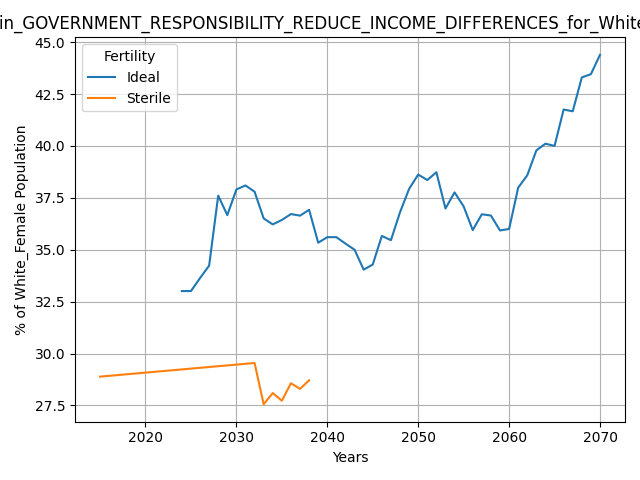 in_GOVERNMENT_RESPONSIBILITY_REDUCE_INCOME_DIFFERENCES_for_White
Fertility
Ideal
Sterile
% of White_Female Population
45.0
42.5
40.0
37.5
35.0
32.5
30.0
27.5
2020 2030 2040 2050 2060 2070
Years